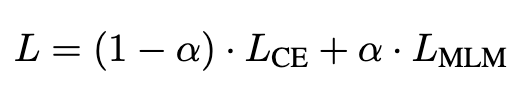 L = (1 − α) · L_CE + α · L_MLM